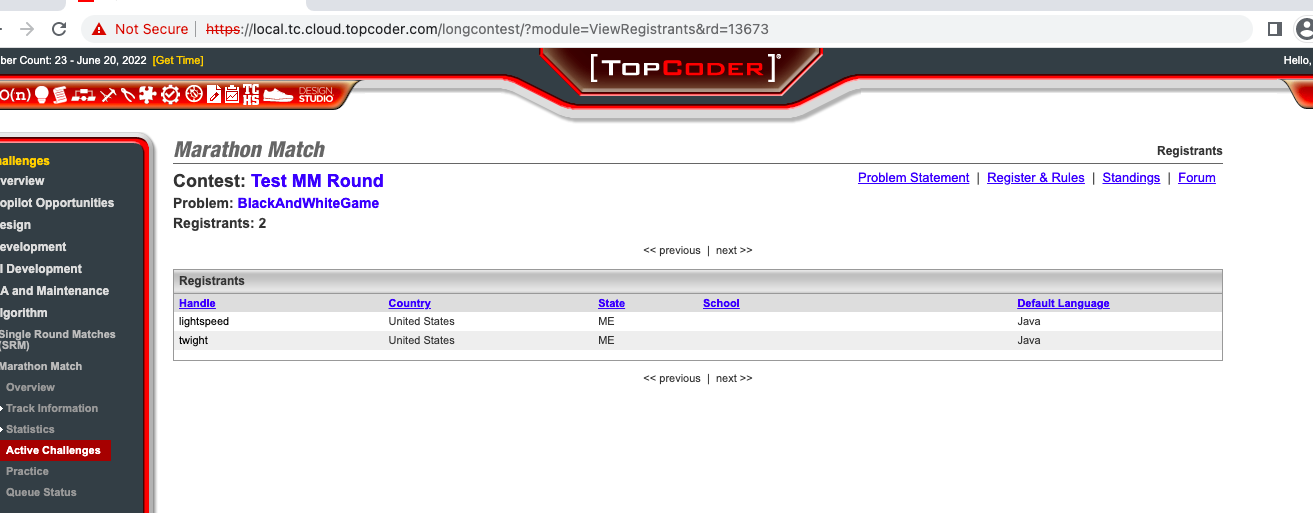 Not Secure | https://local.tc.cloud.topcoder.com/longcontest/?module=ViewRegistrants&rd=13673
ber Count: 23 - June 20, 2022 [Get Time]
[TOPCODER]®
Hello,
O(n)
TC
HS
DESIGN
STUDIO
Marathon Match
Registrants
Contest: Test MM Round
Problem Statement | Register & Rules | Standings | Forum
Problem: BlackAndWhiteGame
Registrants: 2
<< previous | next >>
Registrants
Handle Country State School Default Language
lightspeed United States ME Java
twight United States ME Java
<< previous | next >>
hallenges
verview
opilot Opportunities
esign
evelopment
I Development
A and Maintenance
lgorithm
Single Round Matches
(SRM)
Marathon Match
Overview
Track Information
Statistics
Active Challenges
Practice
Queue Status